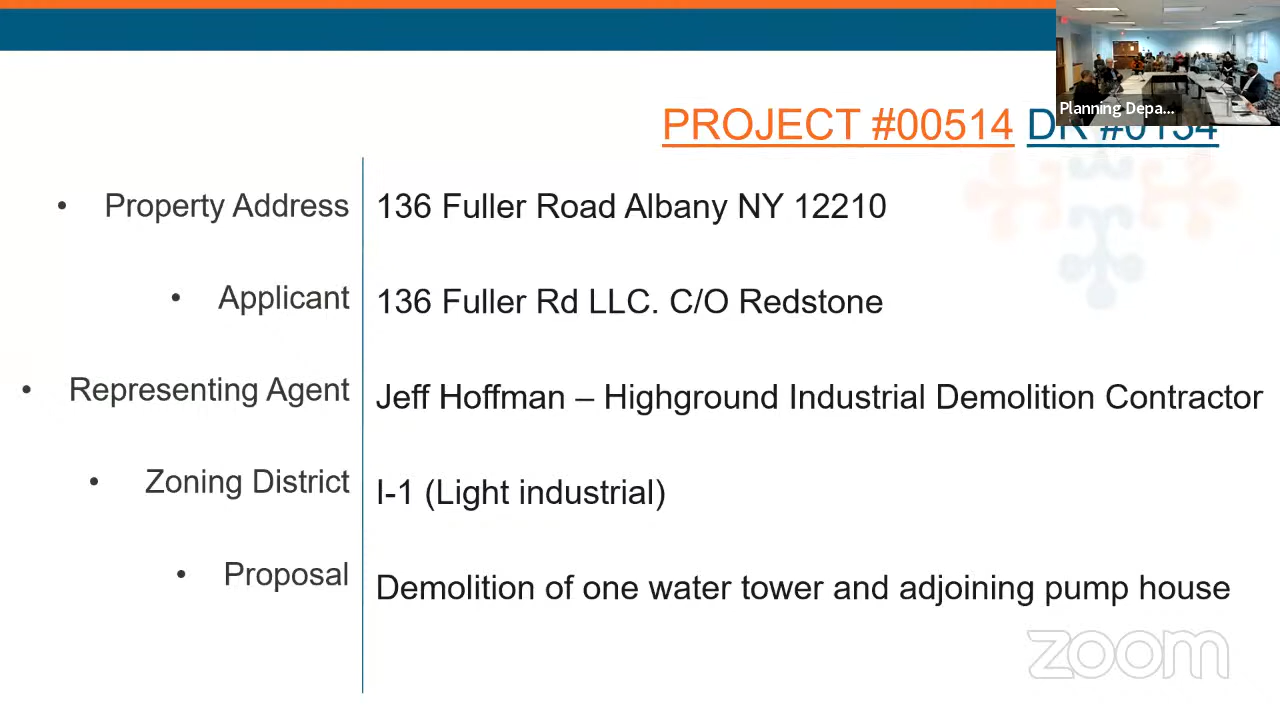 Planning Depa...
PROJECT #00514 DR #0134
• Property Address
136 Fuller Road Albany NY 12210
• Applicant
136 Fuller Rd LLC. C/O Redstone
• Representing Agent
Jeff Hoffman – Highground Industrial Demolition Contractor
• Zoning District
I-1 (Light industrial)
• Proposal
Demolition of one water tower and adjoining pump house
zoom